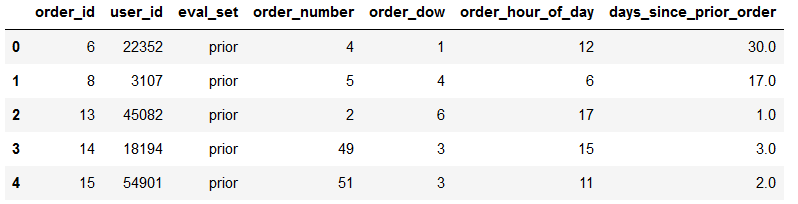 order_id user_id eval_set order_number order_dow order_hour_of_day days_since_prior_order
0 6 22352 prior 4 1 12 30.0
1 8 3107 prior 5 4 6 17.0
2 13 45082 prior 2 6 17 1.0
3 14 18194 prior 49 3 15 3.0
4 15 54901 prior 51 3 11 2.0